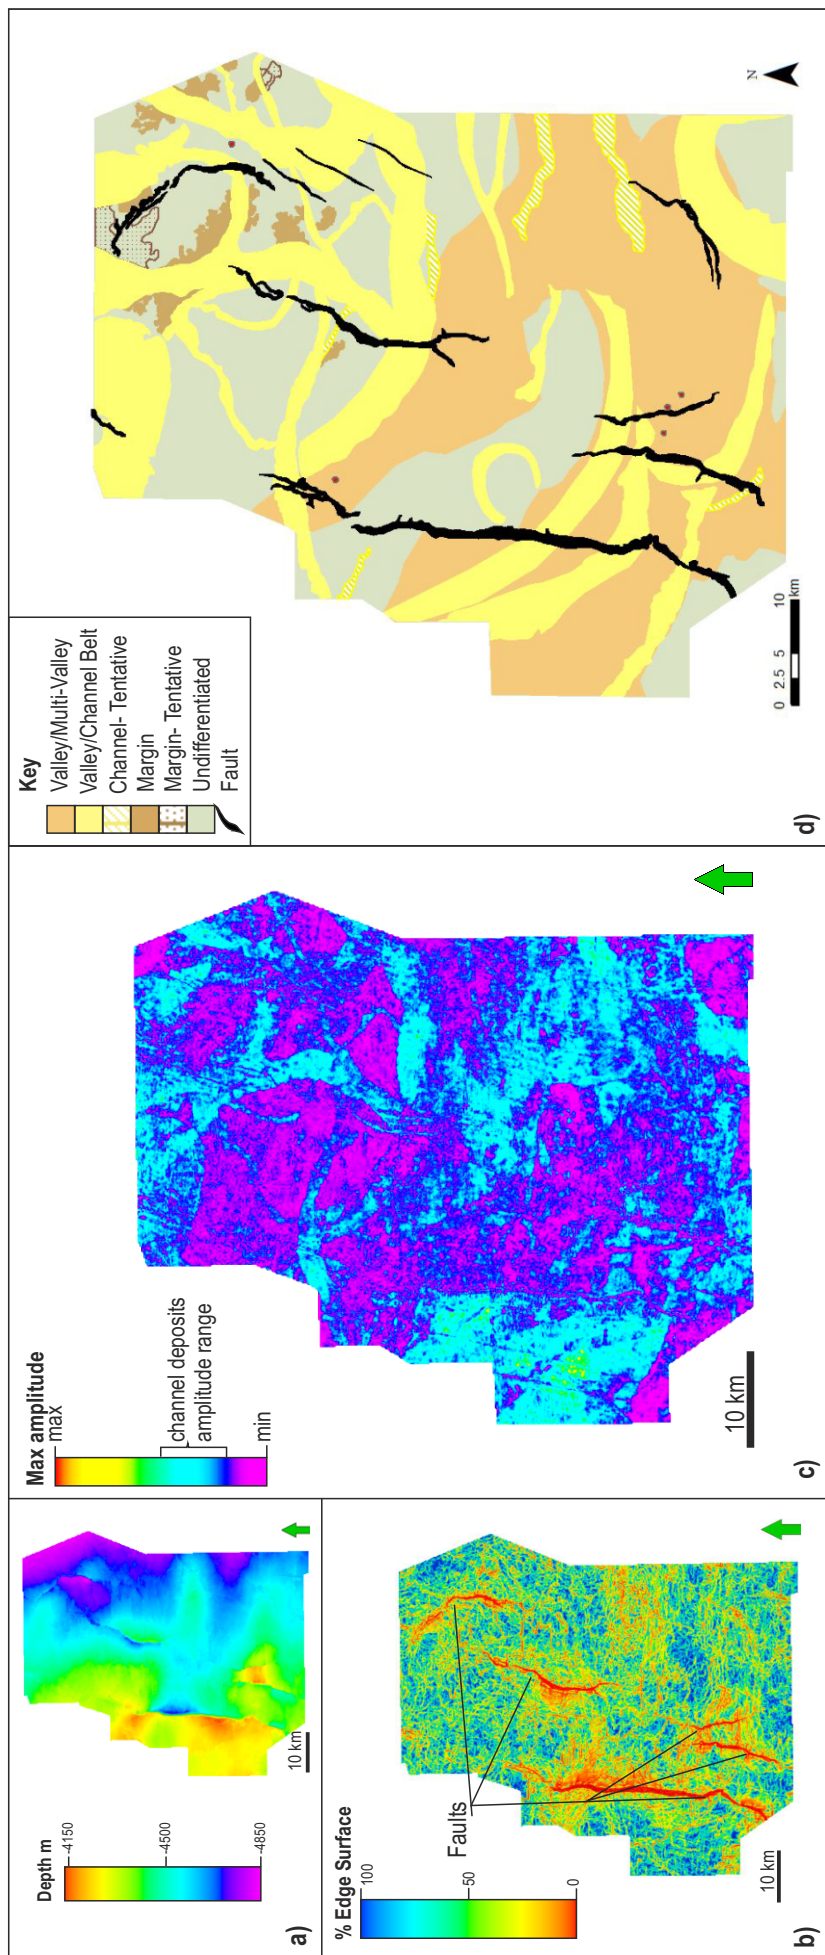 a)
Depth m
-4150
-4500
-4850
10 km
b)
% Edge Surface
100
50
0
Faults
10 km
c)
Max amplitude
max
channel deposits
amplitude range
min
10 km
d)
Key
Valley/Multi-Valley
Valley/Channel Belt
Channel- Tentative
Margin
Margin- Tentative
Undifferentiated
Fault
N
0 2.5 5 10
km